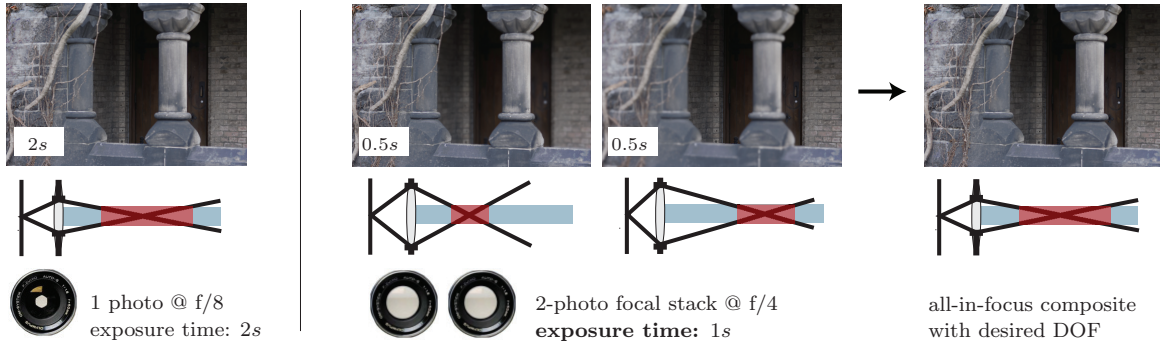 2s
0.5s
0.5s
1 photo @ f/8
exposure time: 2s
2-photo focal stack @ f/4
exposure time: 1s
all-in-focus composite
with desired DOF